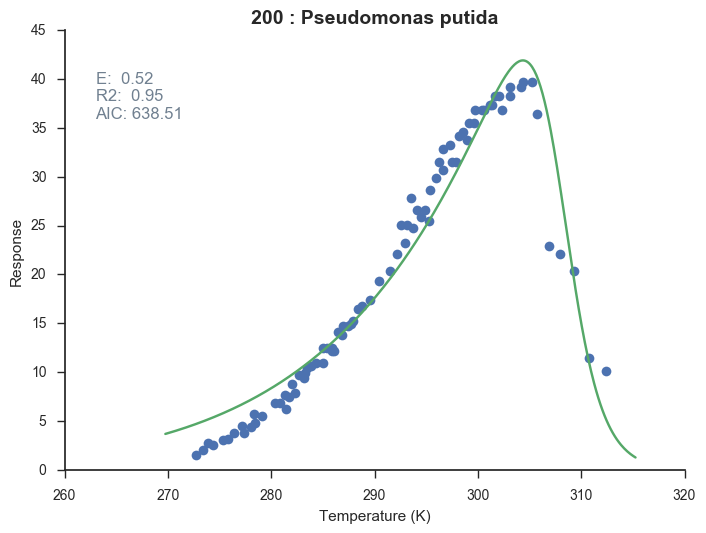 200 : Pseudomonas putida
45
40
35
30
25
20
15
10
5
0
E: 0.52
R2: 0.95
AIC: 638.51
Response
260 270 280 290 300 310 320
Temperature (K)